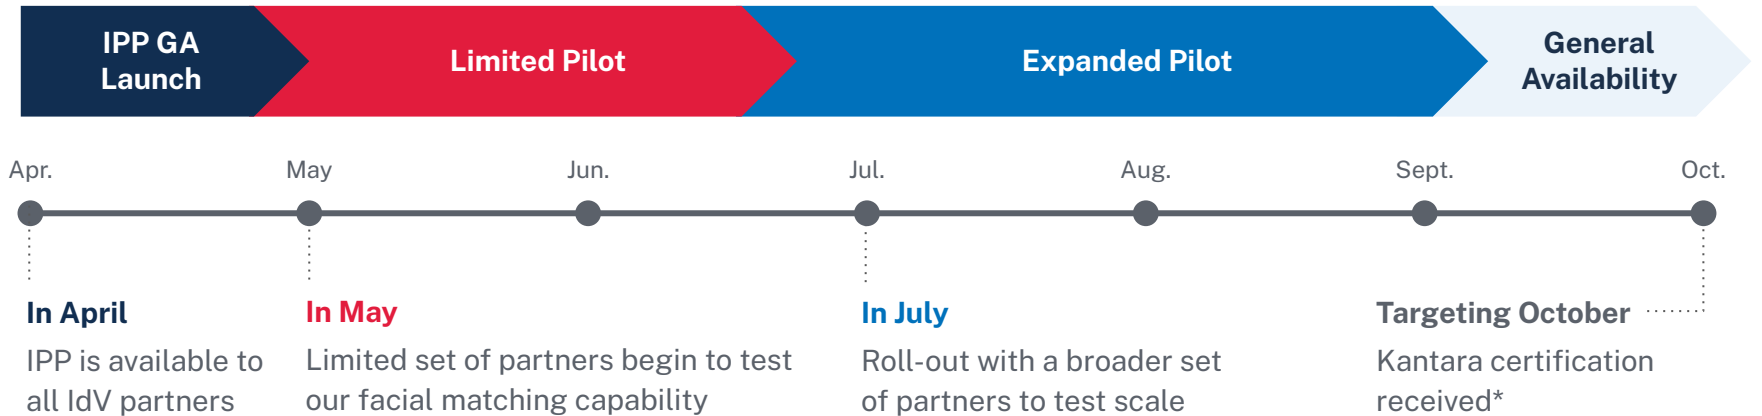 IPP GA
Launch
Limited Pilot
Expanded Pilot
General
Availability
Apr.
May
Jun.
Jul.
Aug.
Sept.
Oct.
In April
IPP is available to
all IdV partners
In May
Limited set of partners begin to test
our facial matching capability
In July
Roll-out with a broader set
of partners to test scale
Targeting October
Kantara certification
received*